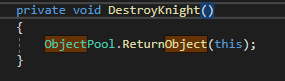 private void DestroyKnight()
{
ObjectPool.ReturnObject(this);
}